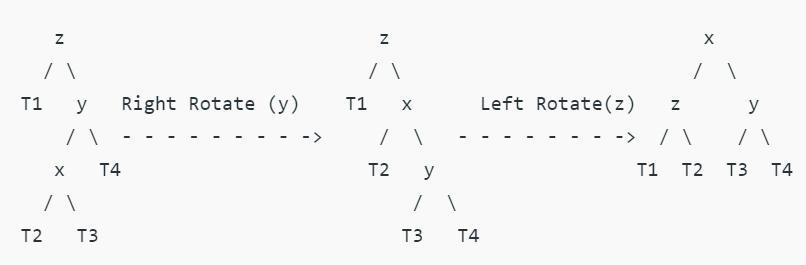 z                            z                            x
  / \                          / \                          /  \
T1   y   Right Rotate (y)    T1   x      Left Rotate(z)   z      y
    / \  - - - - - - - - ->     /  \   - - - - - - - ->  / \    / \
   x   T4                      T2   y                  T1  T2  T3  T4
  / \                              /  \
T2   T3                           T3   T4